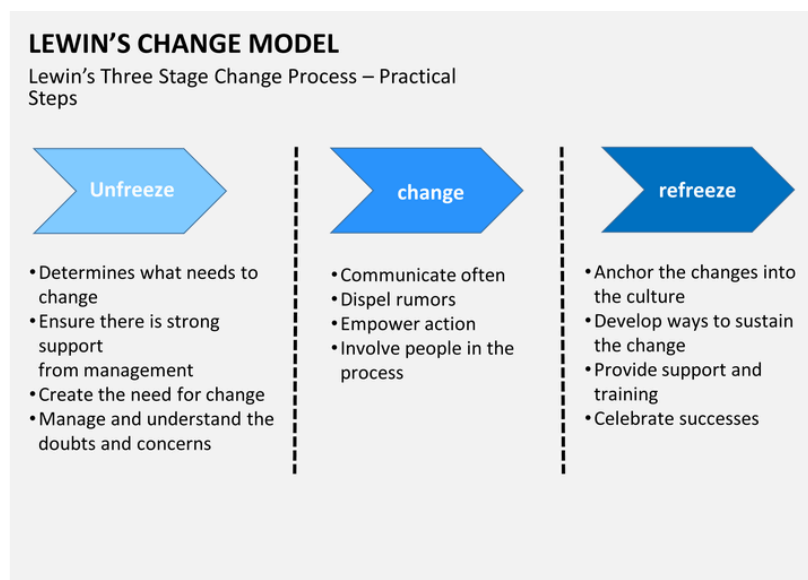 LEWIN’S CHANGE MODEL
Lewin’s Three Stage Change Process – Practical
Steps
Unfreeze
•Determines what needs to
change
•Ensure there is strong
support
from management
•Create the need for change
•Manage and understand the
doubts and concerns
change
•Communicate often
•Dispel rumors
•Empower action
•Involve people in the
process
refreeze
•Anchor the changes into
the culture
•Develop ways to sustain
the change
•Provide support and
training
•Celebrate successes